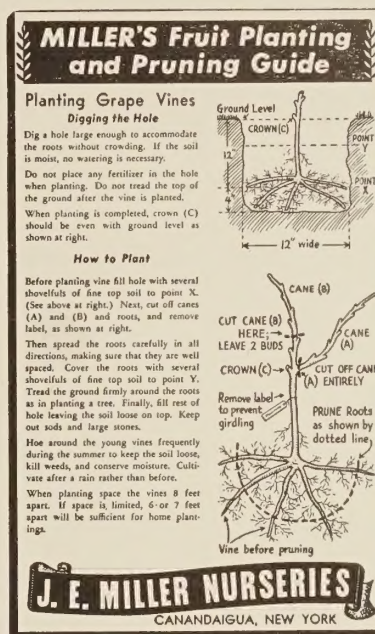 MILLER'S Fruit Planting
and Pruning Guide
Planting Grape Vines
Digging the Hole
Dig a hole large enough to accommodate
the roots without crowding. If the soil
is moist, no watering is necessary.
Do not place any fertilizer in the hole
when planting. Do not tread the top of
the ground after the vine is planted.
When planting is completed, crown (C)
should be even with ground level as
shown at right.
How to Plant
Before planting vine fill hole with several
shovelfuls of fine top soil to point X.
(See above at right.) Next, cut off canes
(A) and (B) and roots, and remove
label, as shown at right.
Then spread the roots carefully in all
directions, making sure that they are well
spaced. Cover the roots with several
shovelfuls of fine top soil to point Y.
Tread the ground firmly around the roots
as in planting a tree. Finally, fill rest of
hole leaving the soil loose on top. Keep
out sods and large stones.
Hoe around the young vines frequently
during the summer to keep the soil loose,
kill weeds, and conserve moisture. Culti-
vate after a rain rather than before.
When planting space the vines 8 feet
apart. If space is, limited, 6-or 7 feet
apart will be sufficient for home plant-
ings.
Ground Level
CROWN (C)
POINT
Y
12"
POINT
X
4"
12" wide
CANE (B)
CUT CANE (B)
HERE;
LEAVE 2 BUDS
CANE
(A)
CROWN (C)
CUT OFF CANE
(A) ENTIRELY
Remove label
to prevent
girdling
PRUNE Roots
as shown by
dotted line
Vine before pruning
J. E. MILLER NURSERIES
CANANDAIGUA, NEW YORK